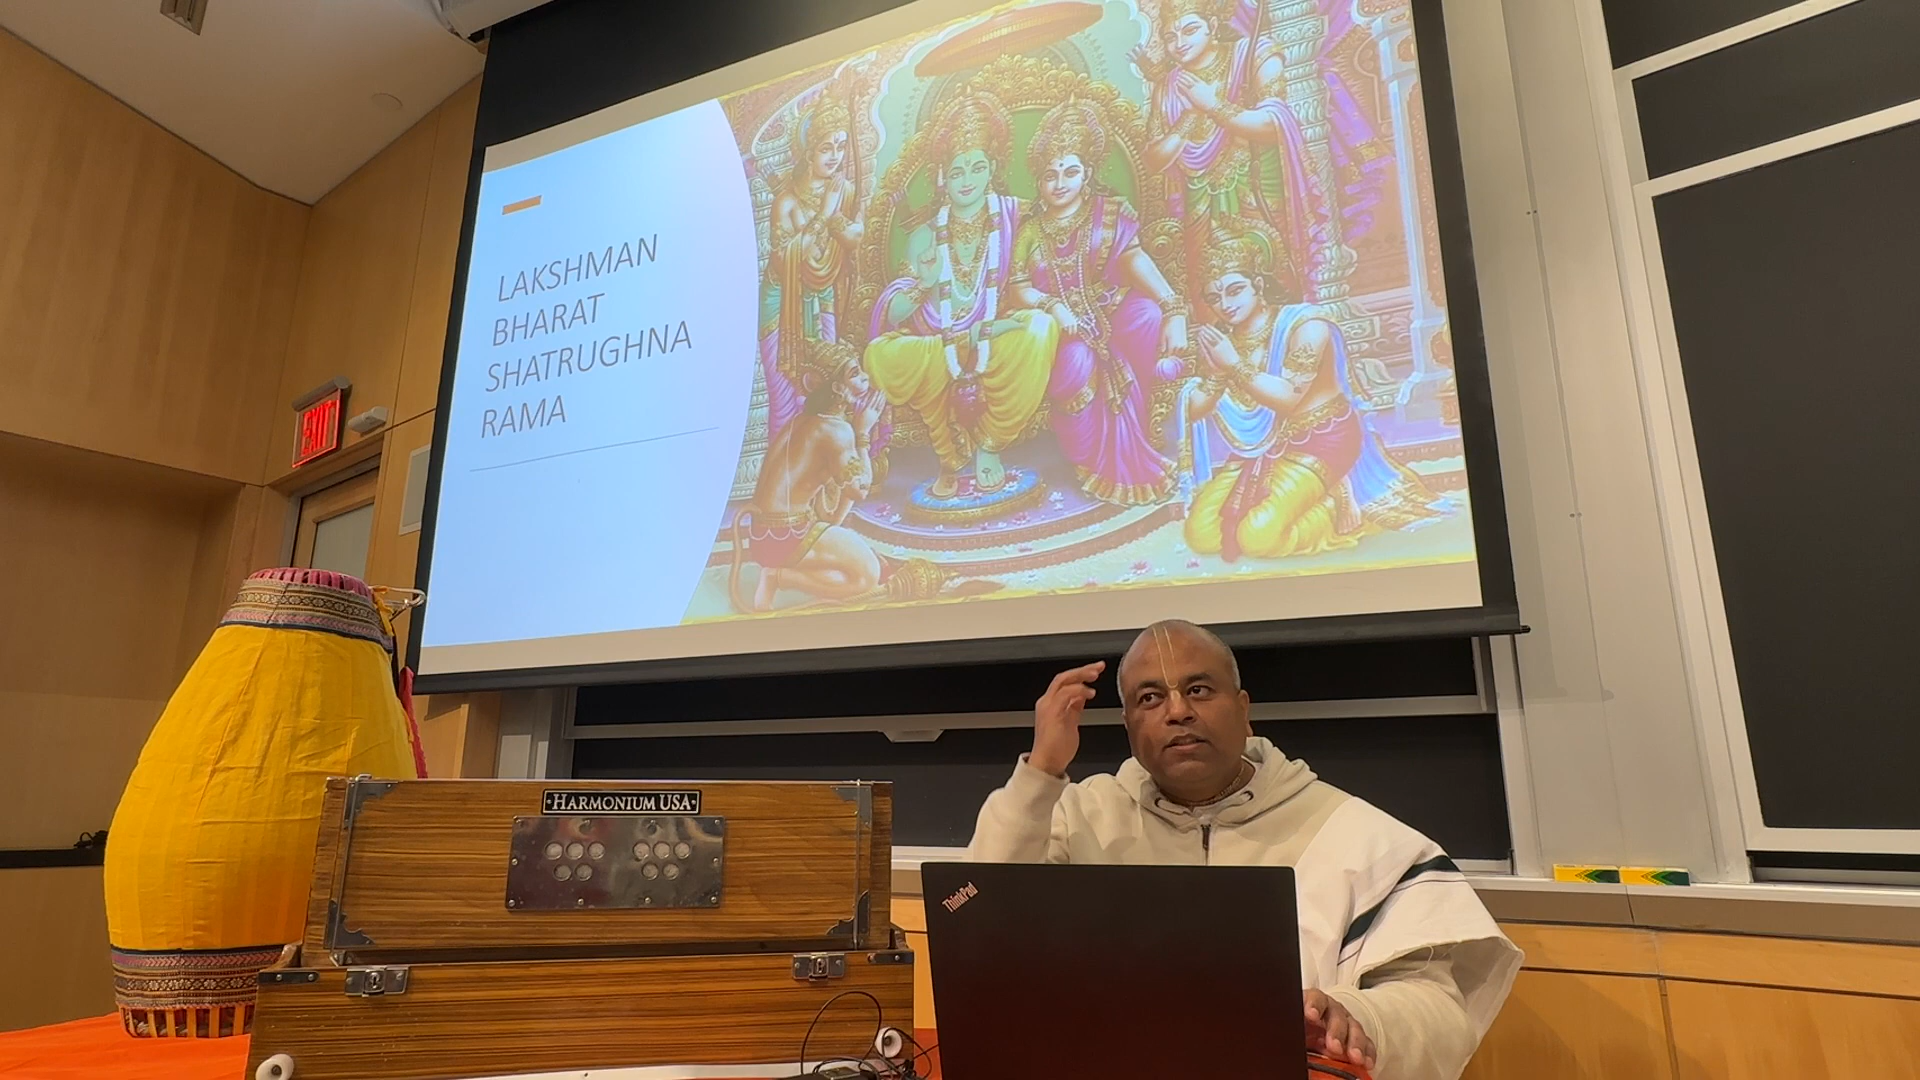 LAKSHMAN
BHARAT
SHATRUGHNA
RAMA
EXIT
HARMONIUM USA
ThinkPad